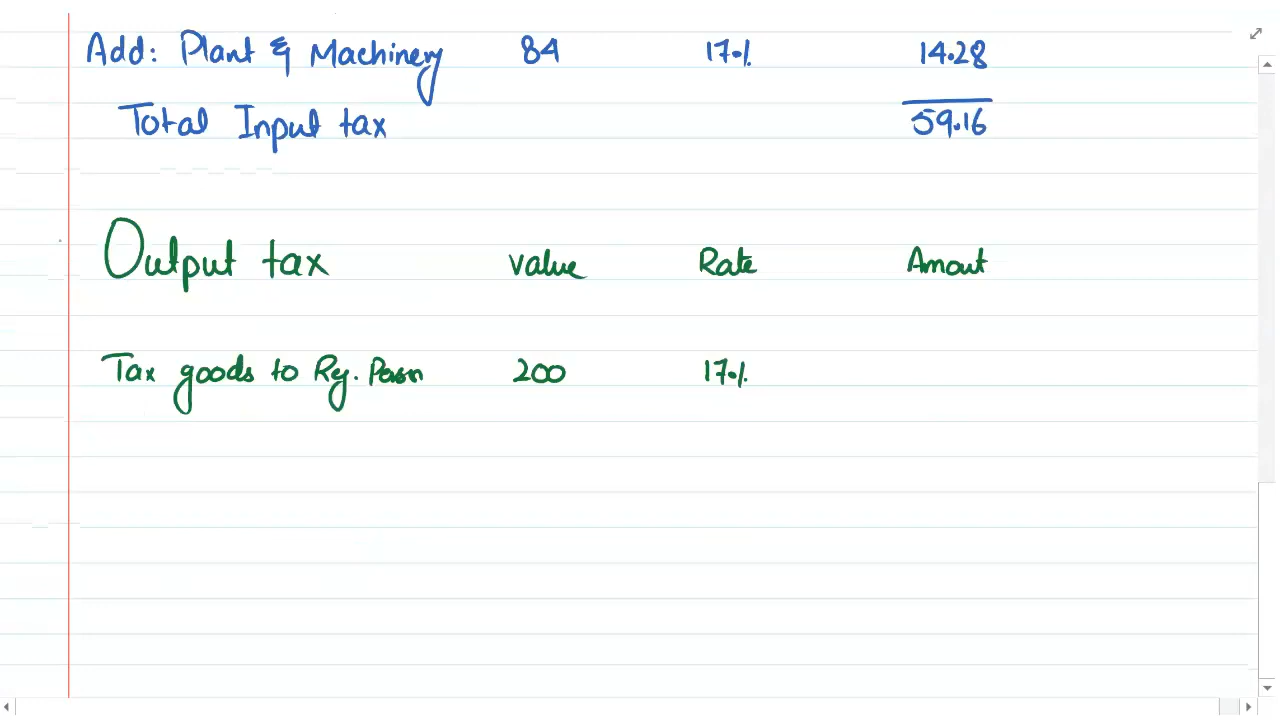 Add: Plant & Machinery 84 17% 14.28
Total Input tax 59.16
Output tax value Rate Amout
Tax goods to Reg. Person 200 17%